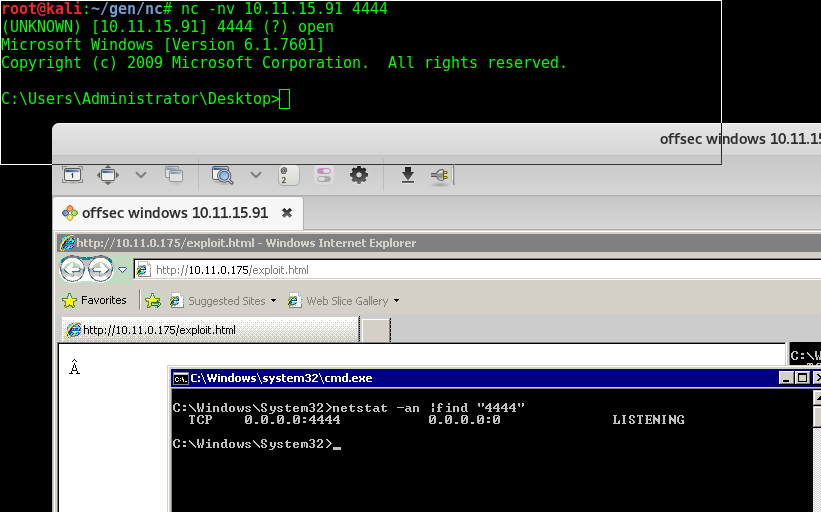 root@kali:~/gen/nc# nc -nv 10.11.15.91 4444
(UNKNOWN) [10.11.15.91] 4444 (?) open
Microsoft Windows [Version 6.1.7601]
Copyright (c) 2009 Microsoft Corporation.  All rights reserved.
C:\Users\Administrator\Desktop>
offsec windows 10.11.15
1
@
2
offsec windows 10.11.15.91
http://10.11.0.175/exploit.html - Windows Internet Explorer
http://10.11.0.175/exploit.html
Favorites
Suggested Sites
Web Slice Gallery
http://10.11.0.175/exploit.html
Â
C:\W
C:\Windows\system32\cmd.exe
C:\Windows\System32>netstat -an |find "4444"
TCP    0.0.0.0:4444           0.0.0.0:0              LISTENING
C:\Windows\System32>_